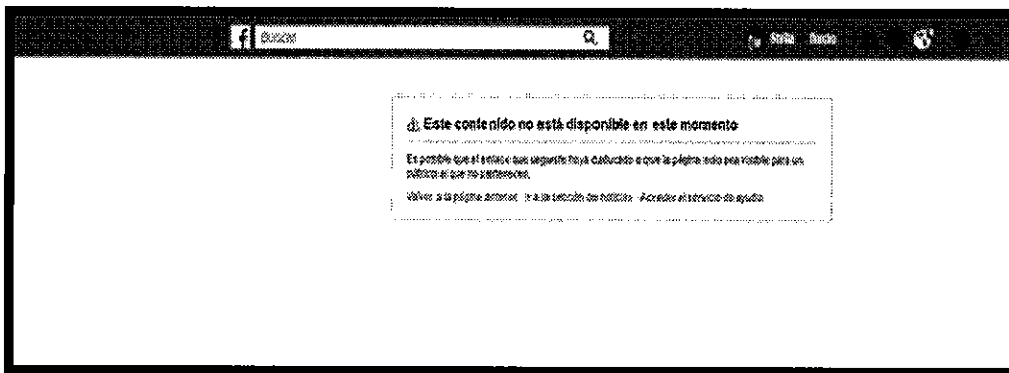 f Buscar
Inicio
Este contenido no está disponible en este momento
Es posible que el enlace que seguiste haya caducado o que la página solo sea visible para un
público al que no perteneces.
Volver a la página anterior · Ir a la sección de noticias · Acceder al servicio de ayuda